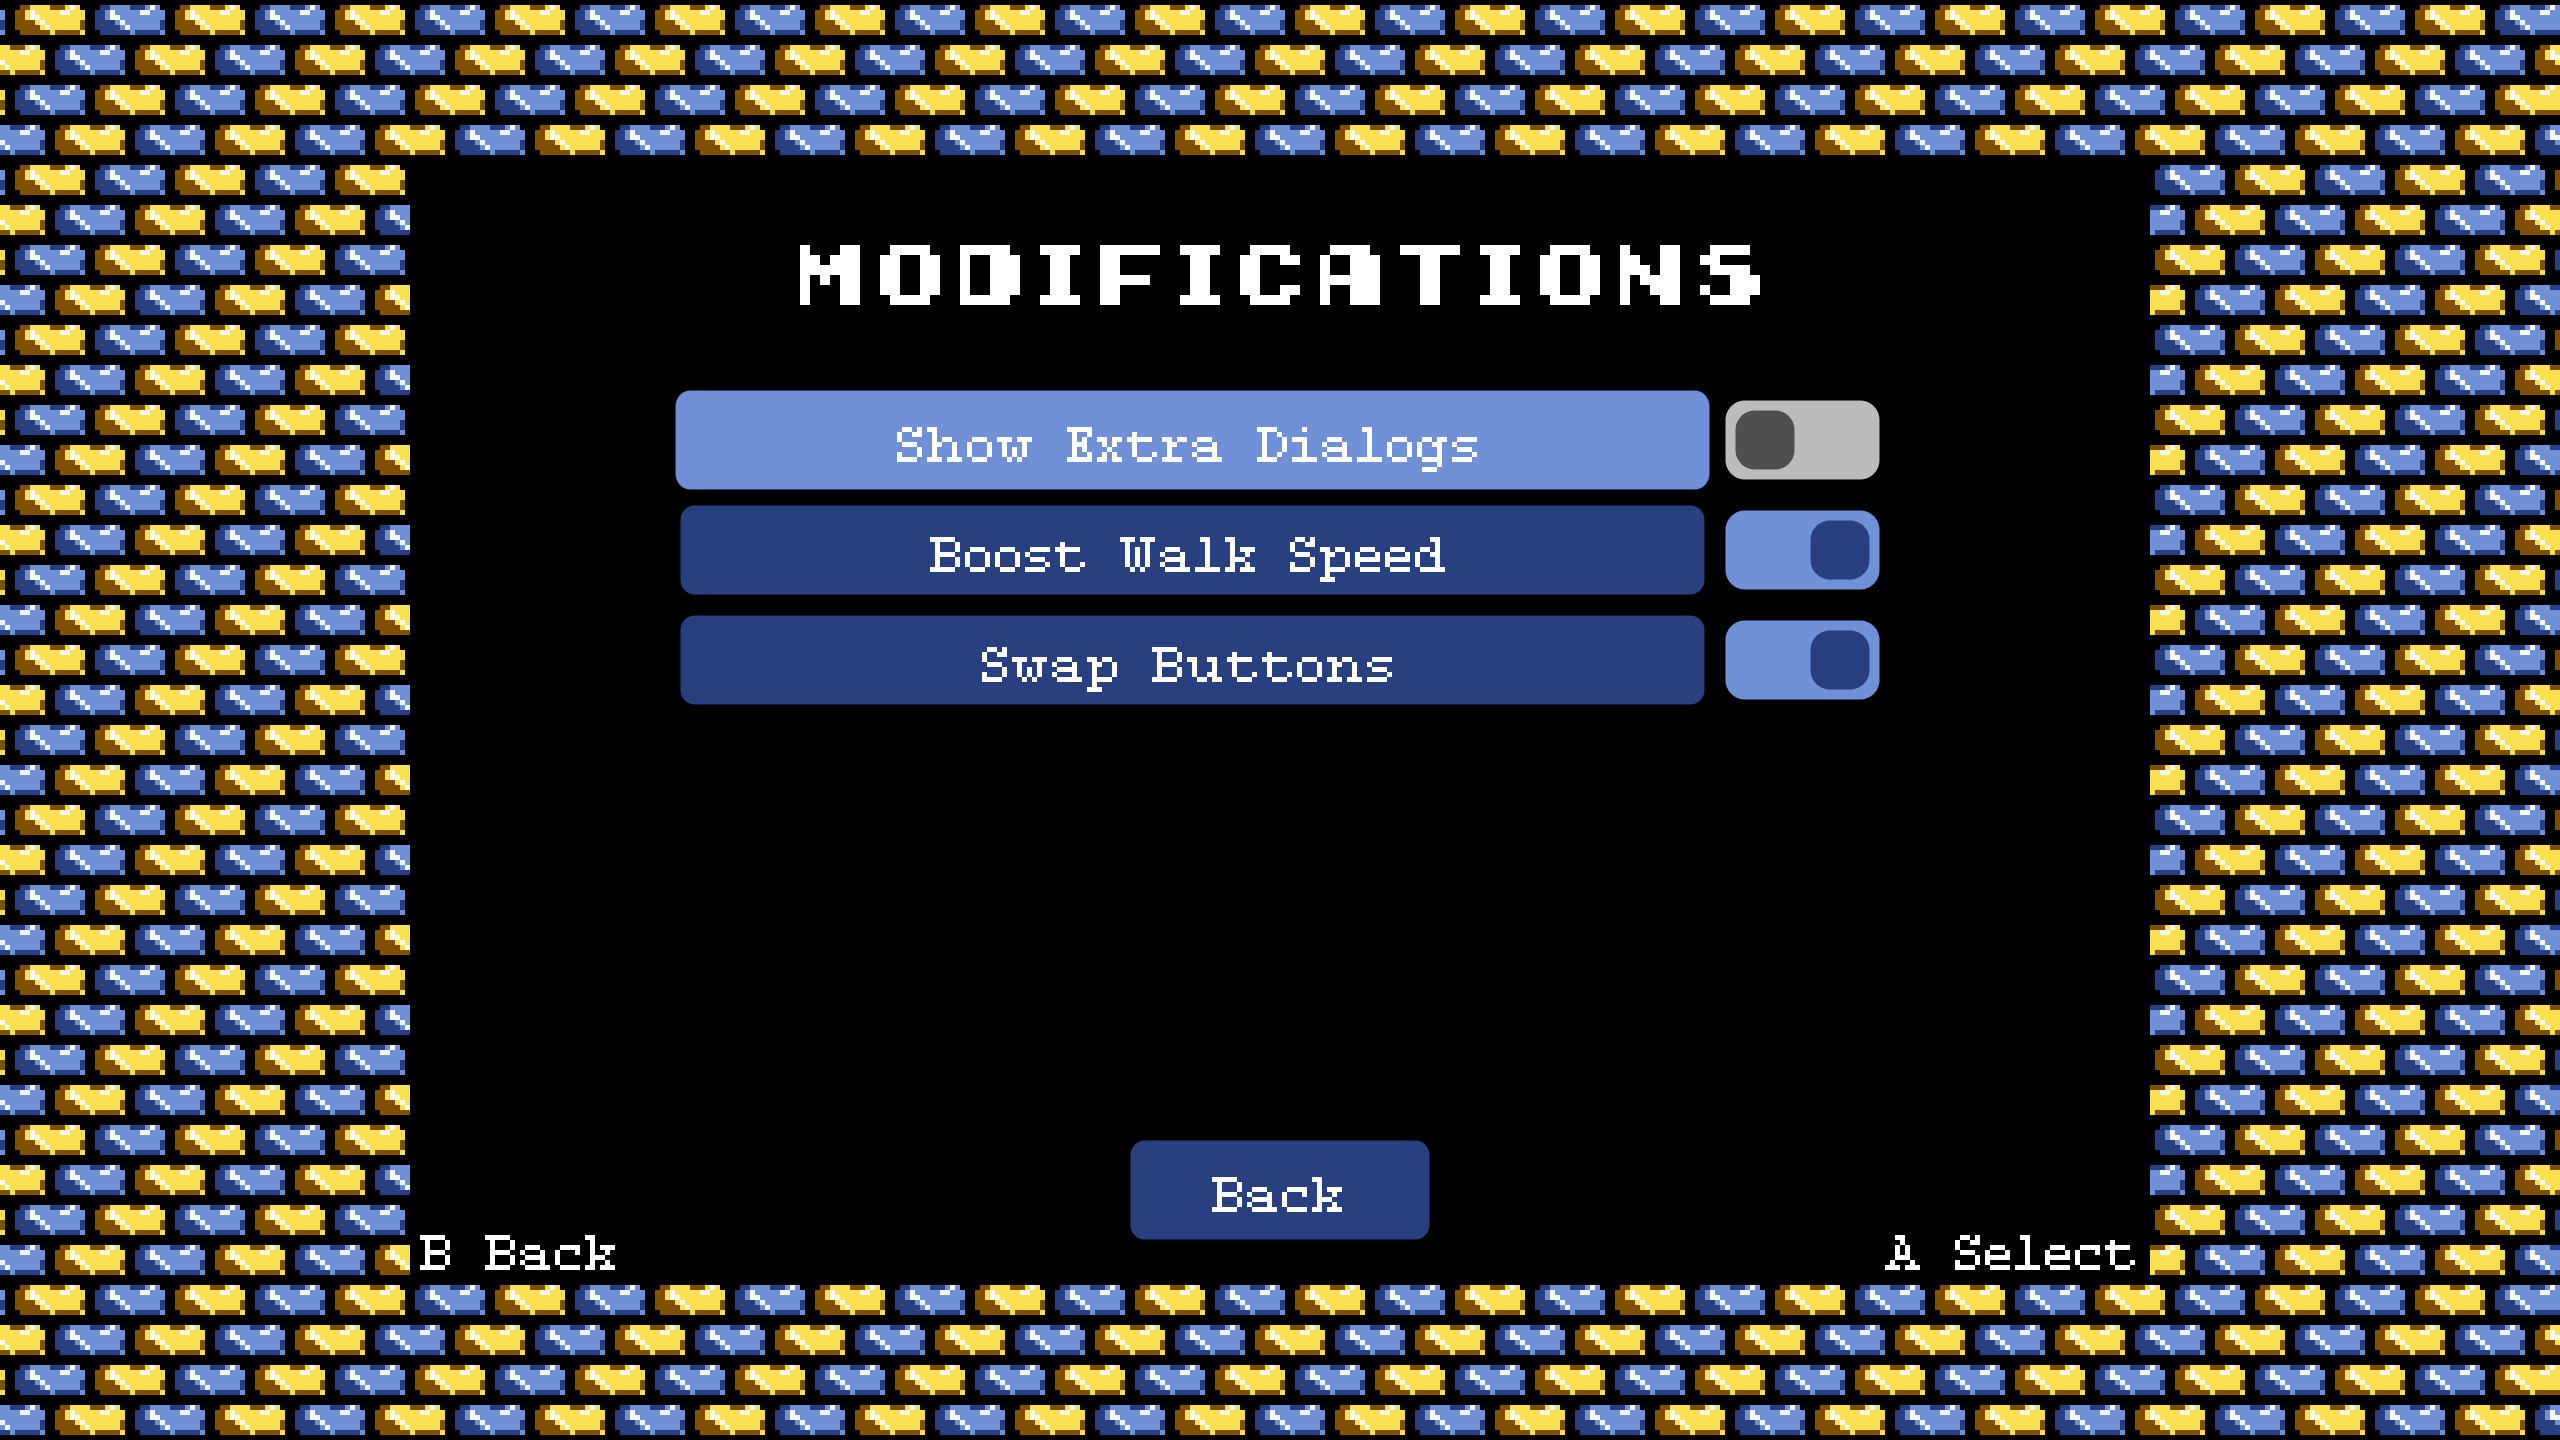 MODIFICATIONS
Show Extra Dialogs
Boost Walk Speed
Swap Buttons
Back
B Back
A Select